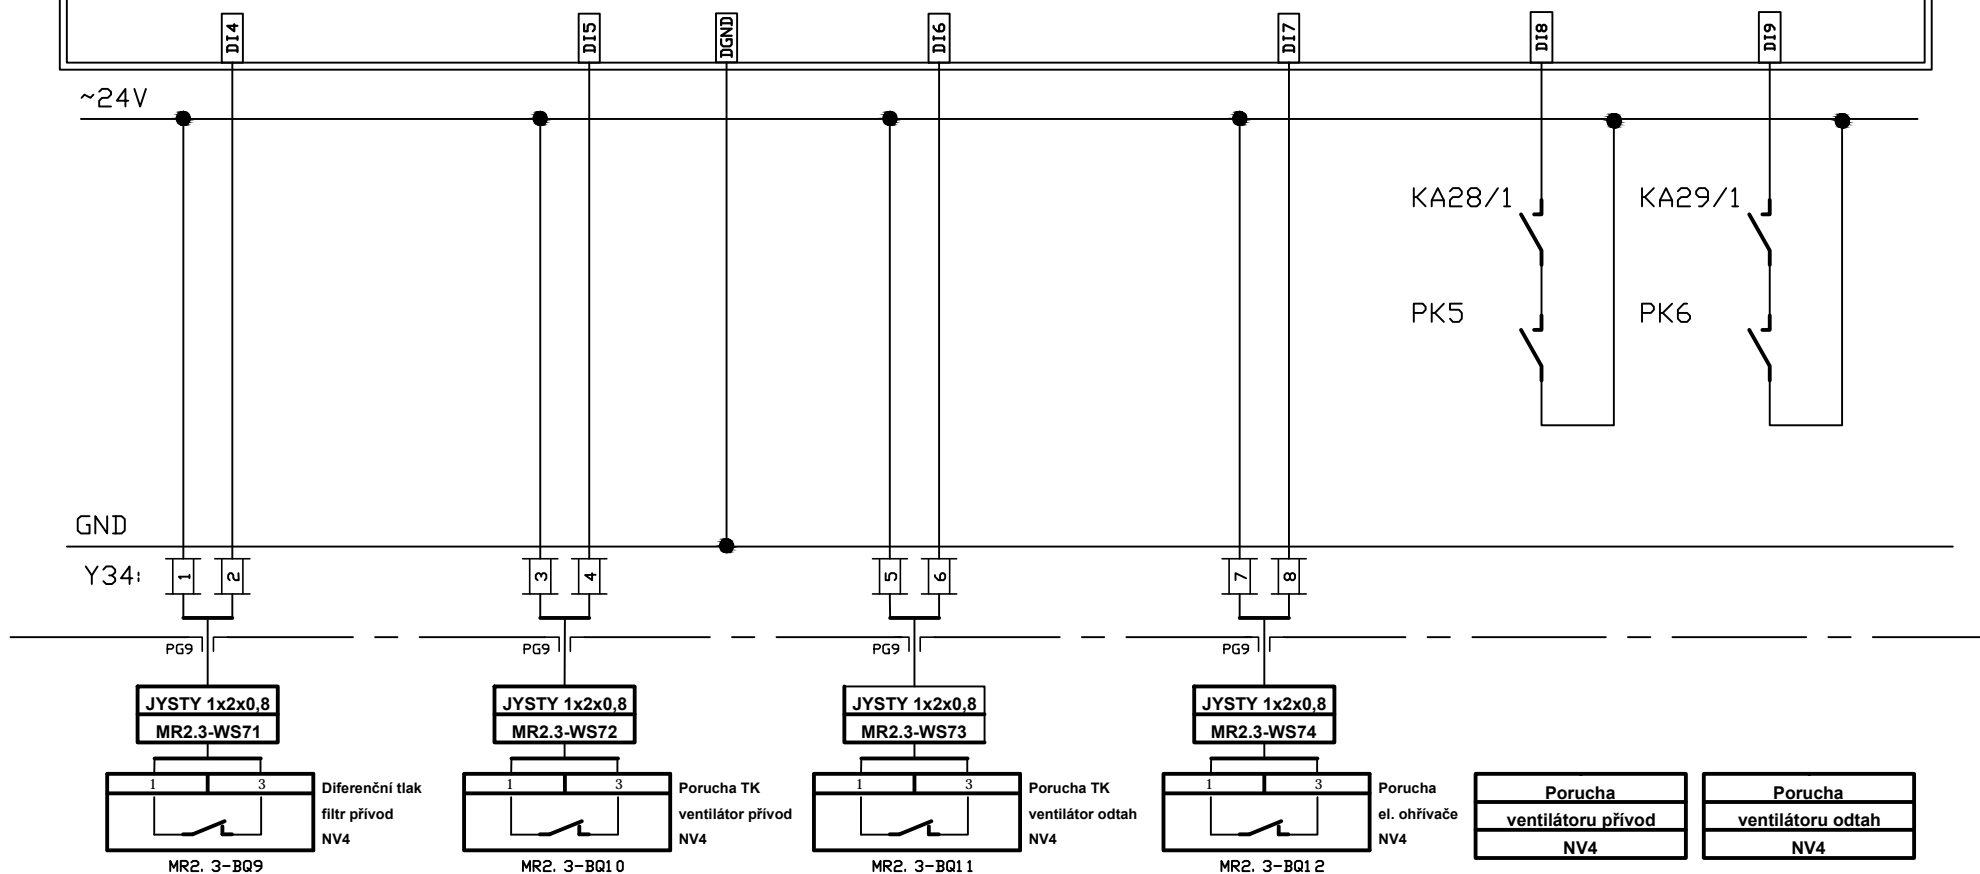 DI4 DI5 DGND DI6 DI7 DI8 DI9
~24V
KA28/1 KA29/1
PK5 PK6
GND
Y34: 1 2 3 4 5 6 7 8
PG9 PG9 PG9 PG9
JYSTY 1x2x0,8 JYSTY 1x2x0,8 JYSTY 1x2x0,8 JYSTY 1x2x0,8
MR2.3-WS71 MR2.3-WS72 MR2.3-WS73 MR2.3-WS74
1 3 1 3 1 3 1 3
Diferenční tlak
filtr přívod
NV4
Porucha TK
ventilátor přívod
NV4
Porucha TK
ventilátor odtah
NV4
Porucha
el. ohřívače
NV4
Porucha
ventilátoru přívod
NV4
Porucha
ventilátoru odtah
NV4
MR2. 3-BQ9 MR2. 3-BQ10 MR2. 3-BQ11 MR2. 3-BQ12